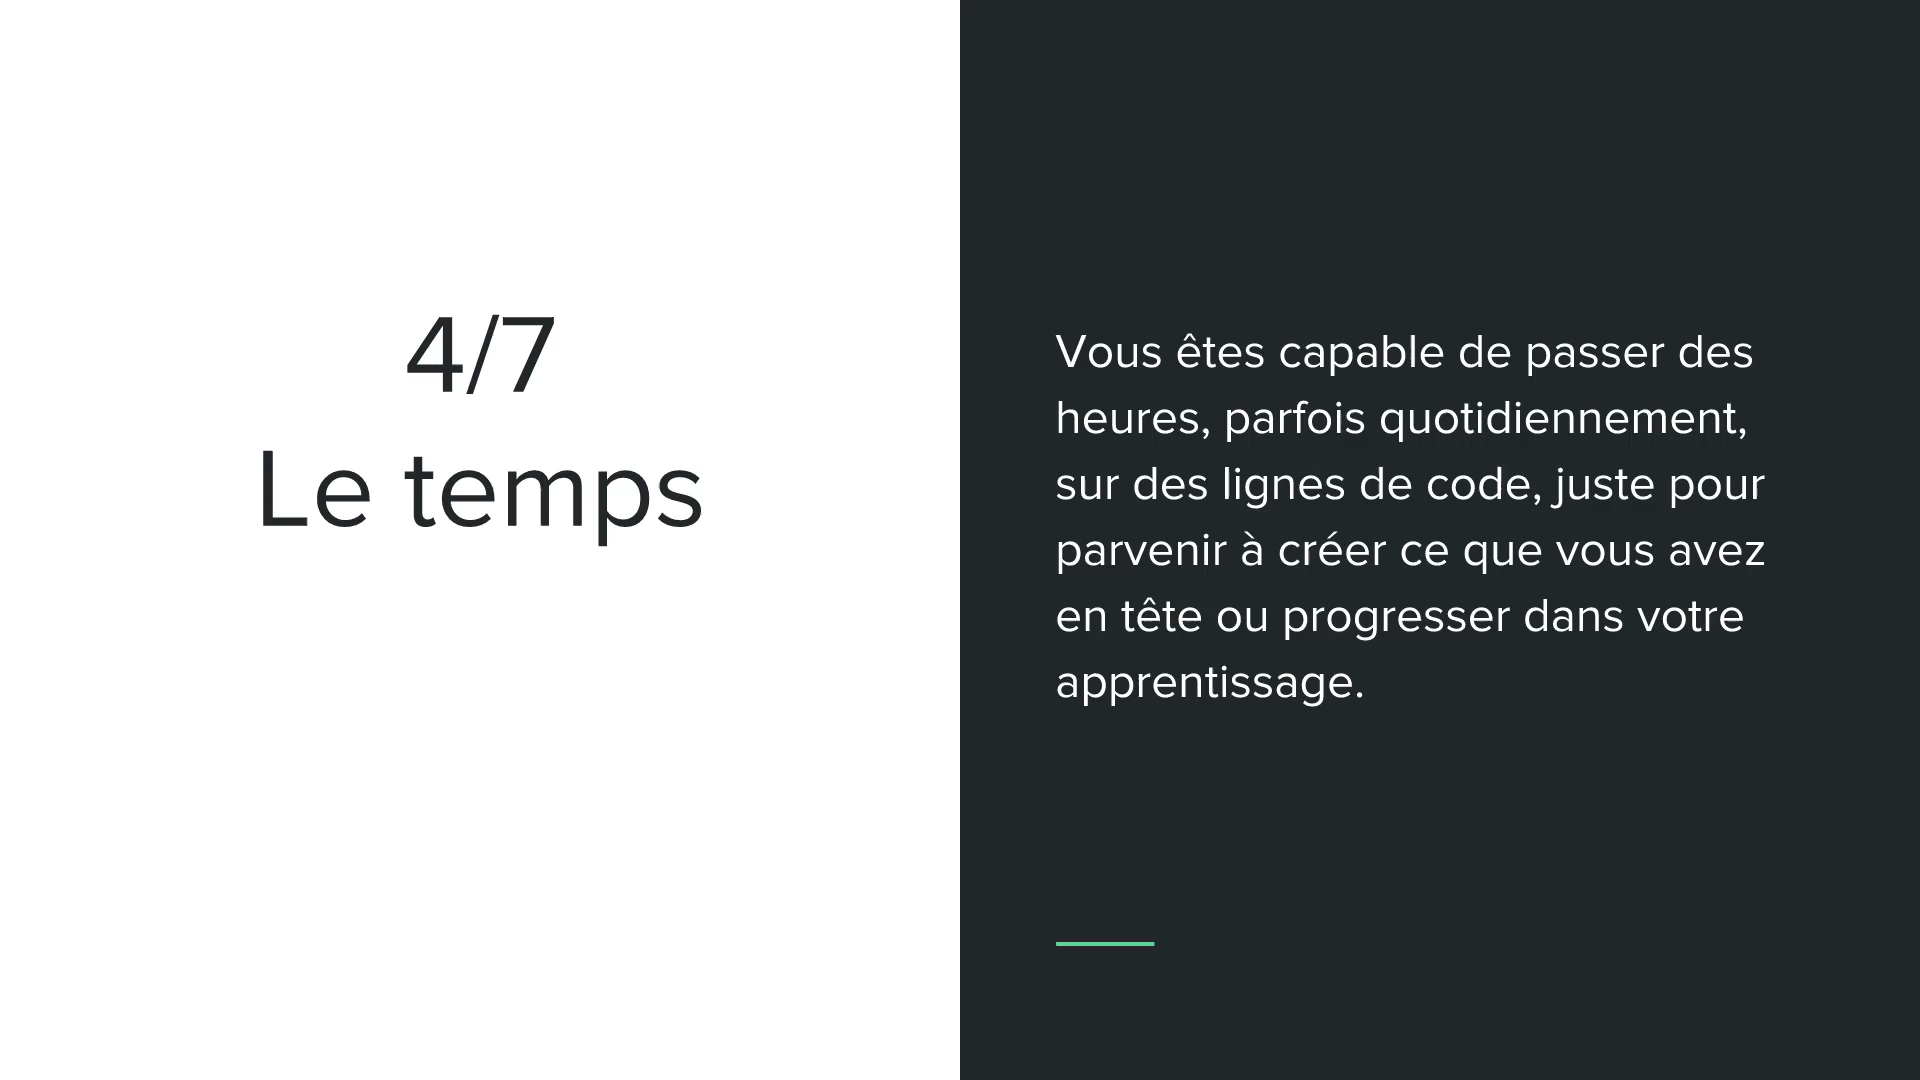 4/7
Le temps
Vous êtes capable de passer des
heures, parfois quotidiennement,
sur des lignes de code, juste pour
parvenir à créer ce que vous avez
en tête ou progresser dans votre
apprentissage.